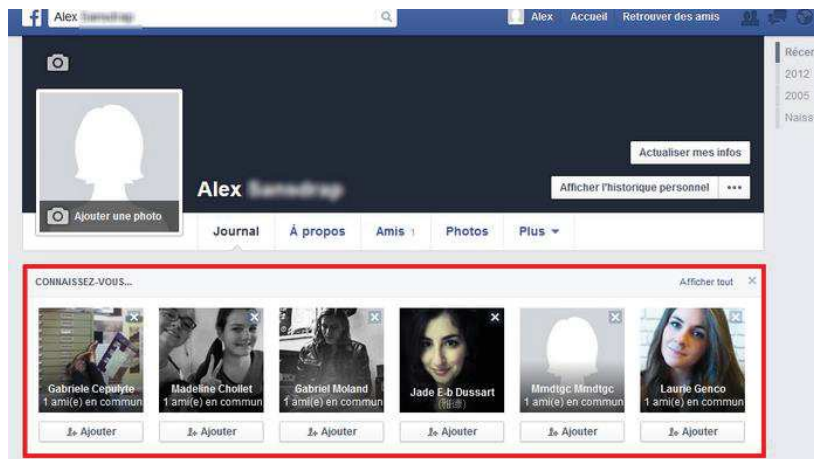 f Alex
Alex Accueil Retrouver des amis
Récen
2012
2005
Naiss
Actualiser mes infos
Alex
Afficher l'historique personnel •••
Ajouter une photo
Journal À propos Amis 1 Photos Plus
CONNAISSEZ-VOUS... Afficher tout ×
Gabriele Cepulyte
1 ami(e) en commun
Ajouter
Madeline Chollet
1 ami(e) en commun
Ajouter
Gabriel Moland
1 ami(e) en commun
Ajouter
Jade E-b Dussart
Ajouter
Mmdtgc Mmdtgc
1 ami(e) en commun
Ajouter
Laurie Genco
1 ami(e) en commun
Ajouter